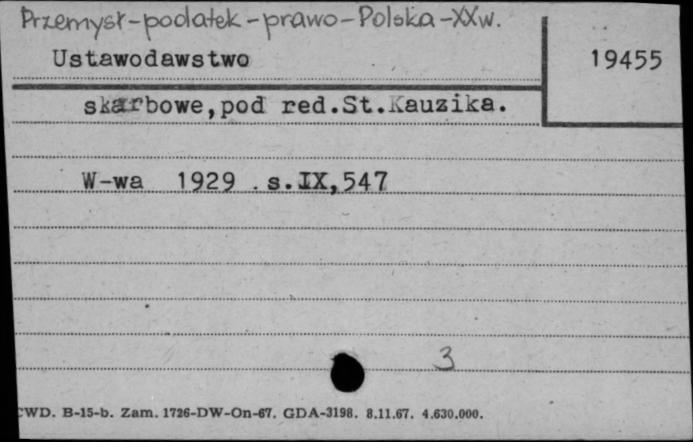 Przemysł-podatek-prawo-Polska-XXw.
Ustawodawstwo
19455
skarbowe,pod red.St.Kauzika.
W-wa 1929 . s.IX,547
3
CWD. B-15-b. Zam. 1726-DW-On-67. GDA-3198. 8.11.67. 4.630.000.